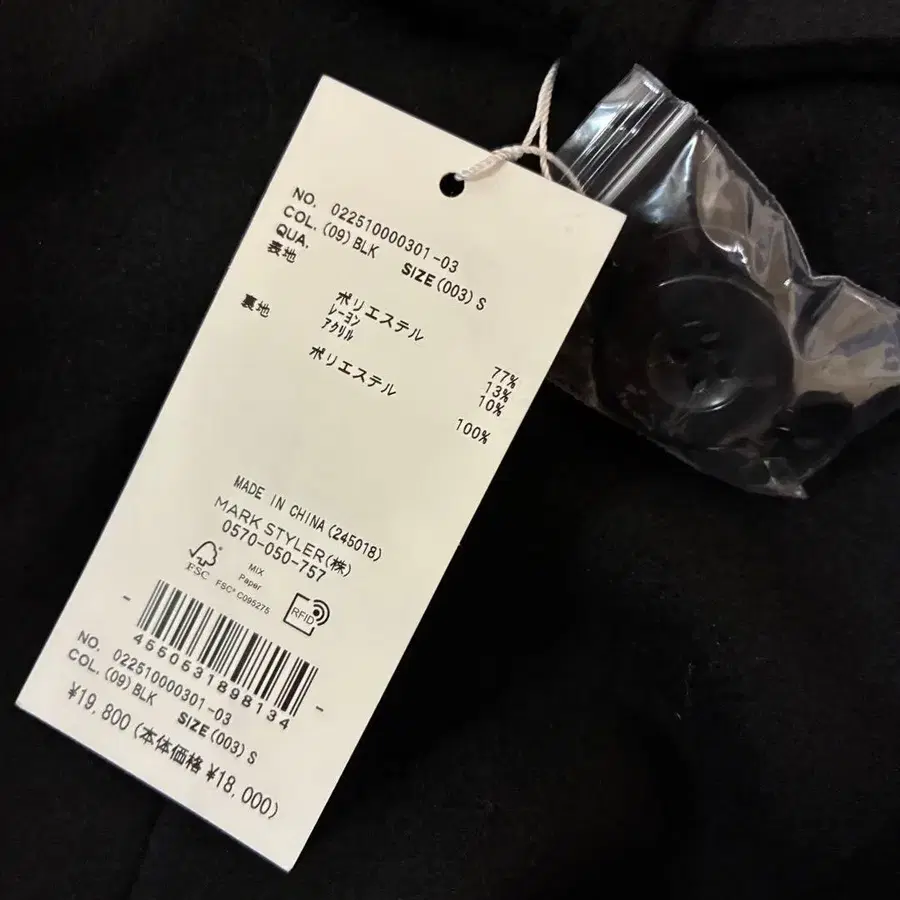 NO. 022510000301-03
COL. (09) BLK SIZE (003) S
QUA.
表地
ポリエステル 77%
レーヨン 13%
アクリル 10%
裏地
ポリエステル 100%
MADE IN CHINA (245018)
MARK STYLER(株)
0570-050-757
FSC
MIX
Paper
FSC® C095275
RFID
4550531898134
NO. 022510000301-03
COL. (09) BLK SIZE (003) S
¥19,800 (本体価格 ¥18,000)